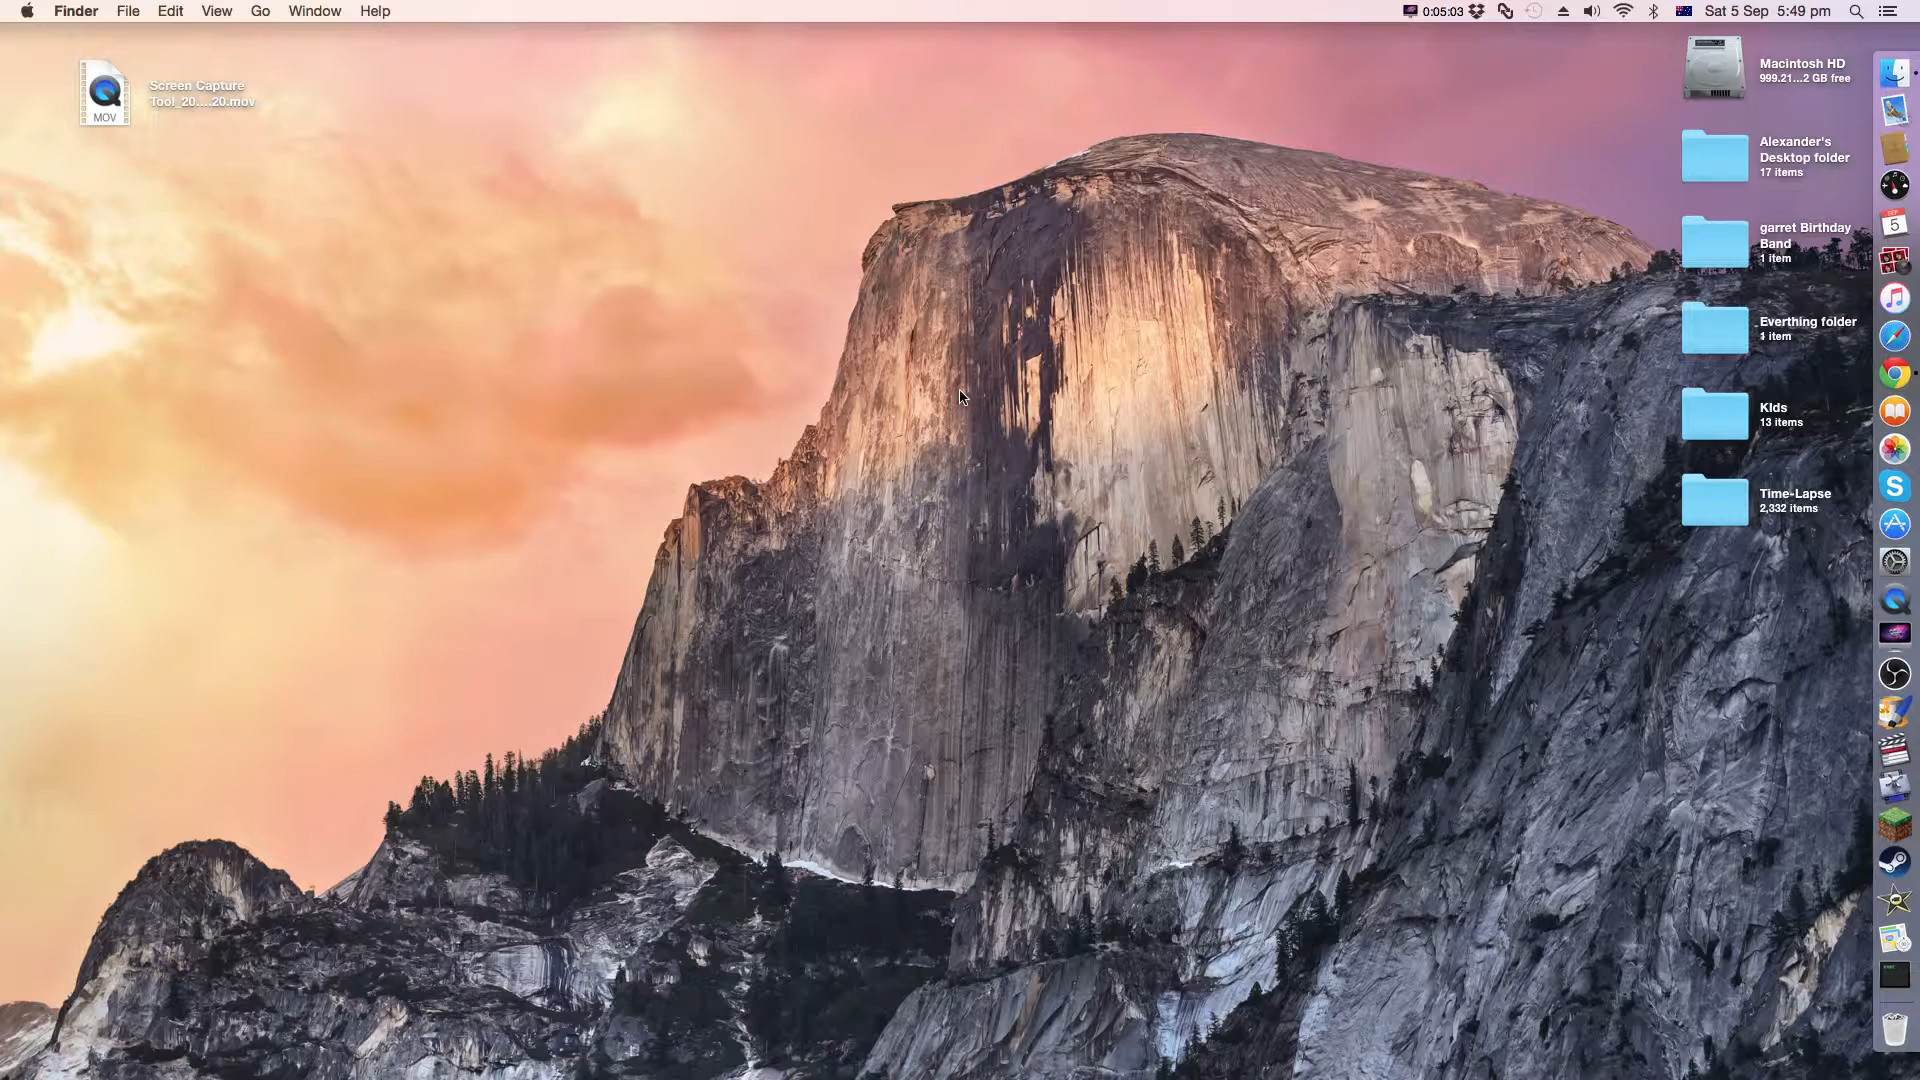 Finder File Edit View Go Window Help 0:05:03 Sat 5 Sep 5:49 pm
Screen Capture
Tool_20....20.mov
MOV
Macintosh HD
999.21...2 GB free
Alexander's
Desktop folder
17 items
garret Birthday
Band
1 item
Everthing folder
1 item
KIds
13 items
Time-Lapse
2,332 items
SEP
5